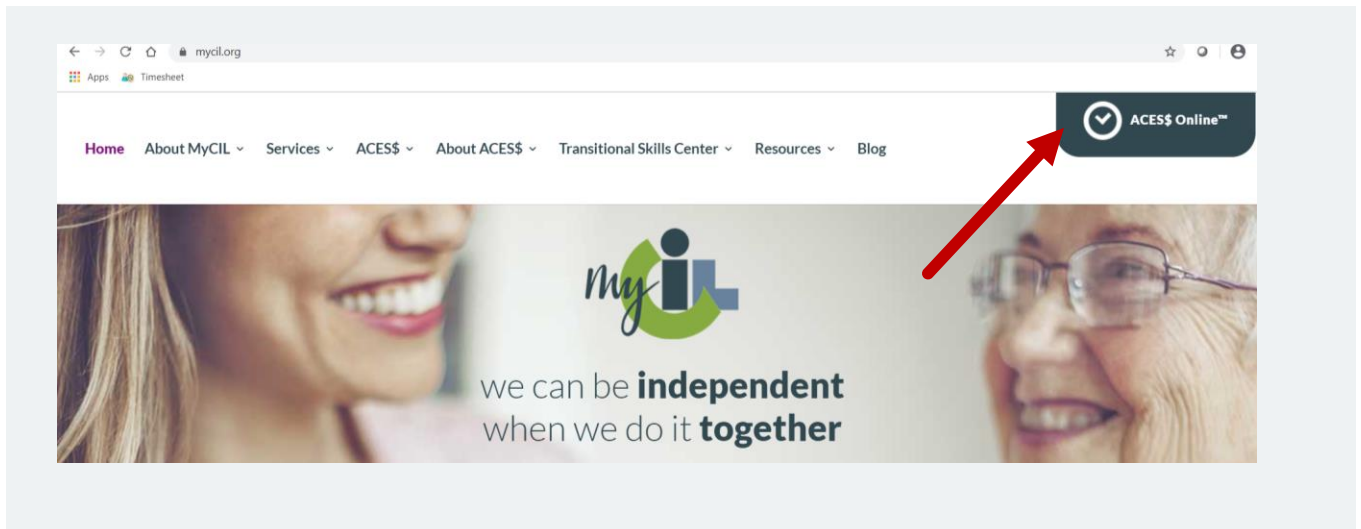 mycil.org
Apps Timesheet
ACES$ Online™
Home About MyCIL Services ACES$ About ACES$ Transitional Skills Center Resources Blog
my CIL
we can be independent
when we do it together